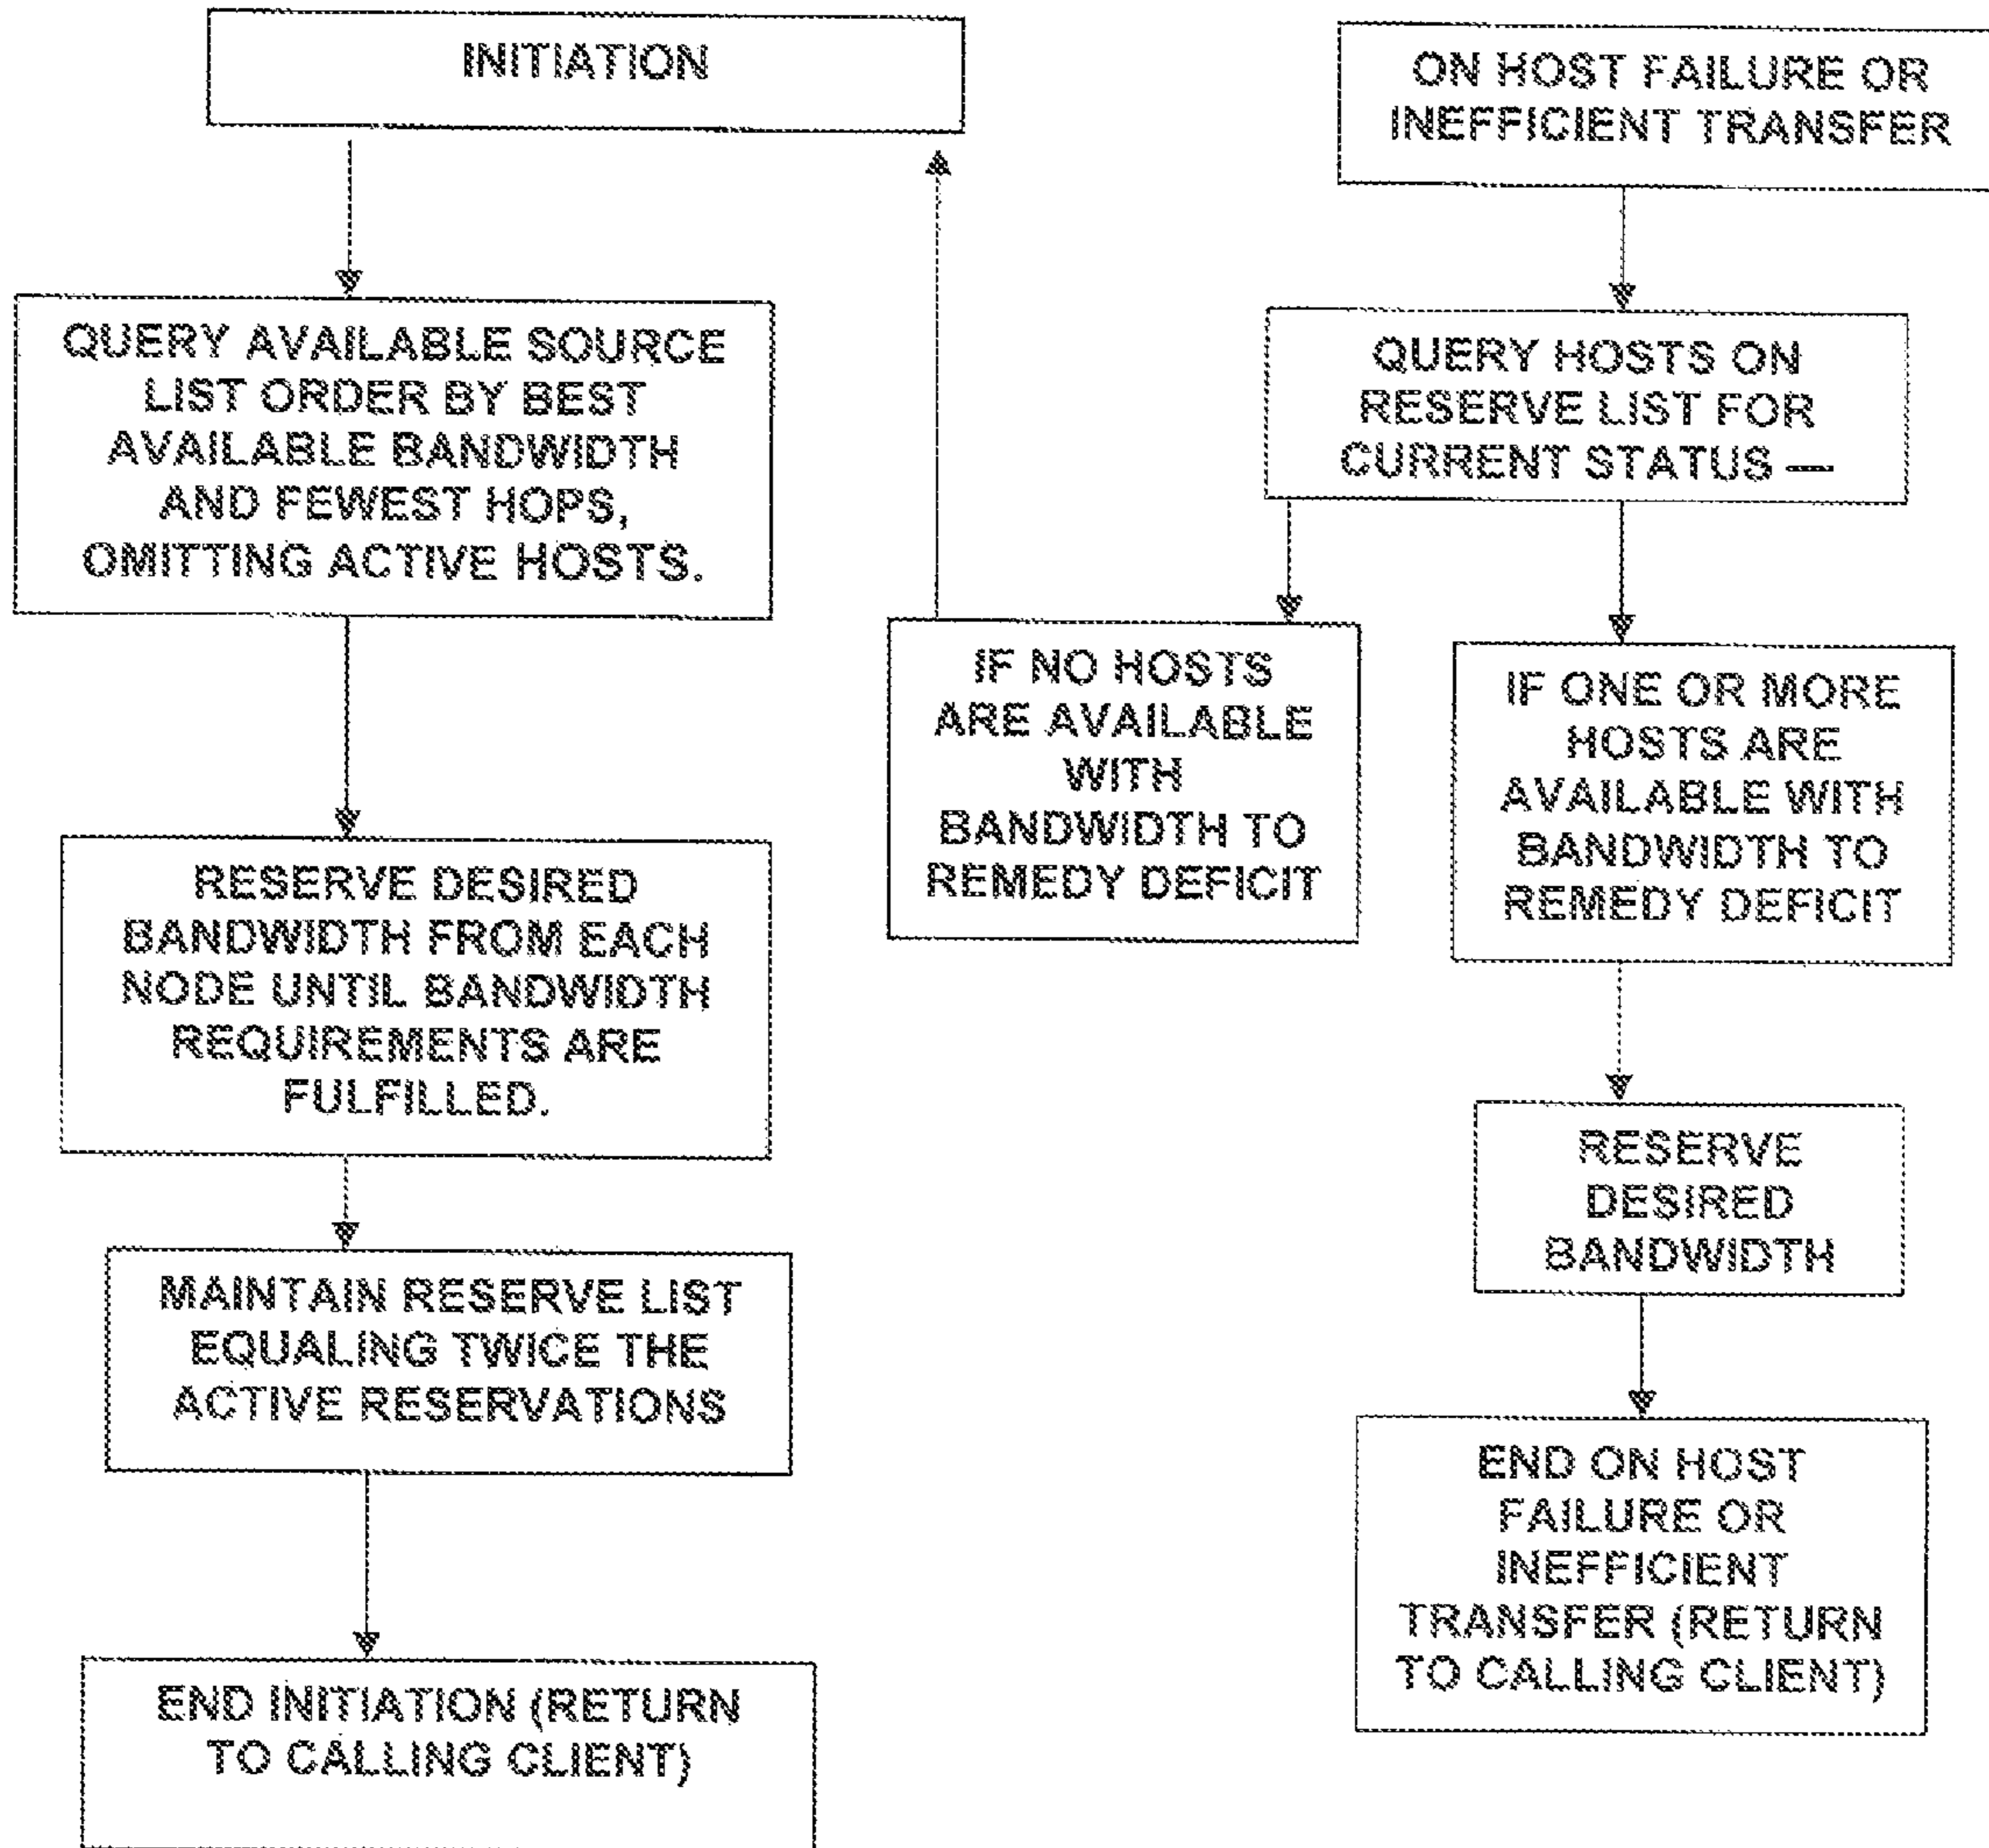 INITIATION
QUERY AVAILABLE SOURCE
LIST ORDER BY BEST
AVAILABLE BANDWIDTH
AND FEWEST HOPS,
OMITTING ACTIVE HOSTS.
RESERVE DESIRED
BANDWIDTH FROM EACH
NODE UNTIL BANDWIDTH
REQUIREMENTS ARE
FULFILLED.
MAINTAIN RESERVE LIST
EQUALING TWICE THE
ACTIVE RESERVATIONS
END INITIATION (RETURN
TO CALLING CLIENT)
ON HOST FAILURE OR
INEFFICIENT TRANSFER
QUERY HOSTS ON
RESERVE LIST FOR
CURRENT STATUS —
IF NO HOSTS
ARE AVAILABLE
WITH
BANDWIDTH TO
REMEDY DEFICIT
IF ONE OR MORE
HOSTS ARE
AVAILABLE WITH
BANDWIDTH TO
REMEDY DEFICIT
RESERVE
DESIRED
BANDWIDTH
END ON HOST
FAILURE OR
INEFFICIENT
TRANSFER (RETURN
TO CALLING CLIENT)